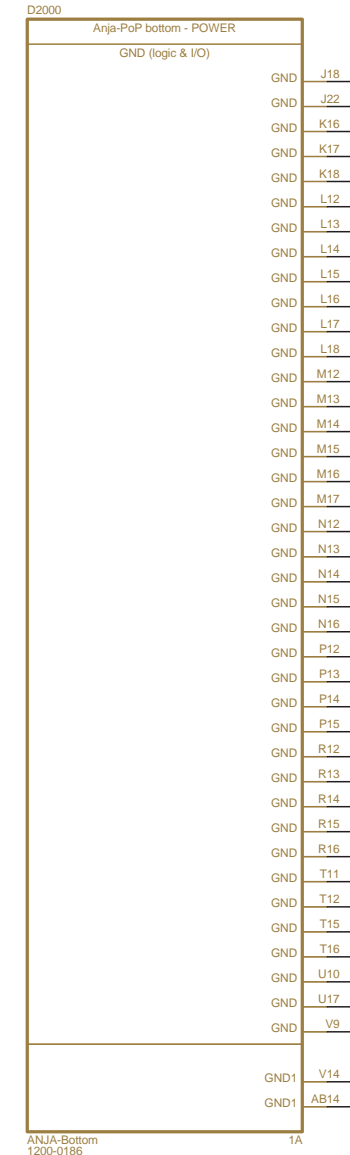 D2000
Anja-PoP bottom - POWER
GND (logic & I/O)
GND J18
GND J22
GND K16
GND K17
GND K18
GND L12
GND L13
GND L14
GND L15
GND L16
GND L17
GND L18
GND M12
GND M13
GND M14
GND M15
GND M16
GND M17
GND N12
GND N13
GND N14
GND N15
GND N16
GND P12
GND P13
GND P14
GND P15
GND R12
GND R13
GND R14
GND R15
GND R16
GND T11
GND T12
GND T15
GND T16
GND U10
GND U17
GND V9
GND1 V14
GND1 AB14
ANJA-Bottom 1A
1200-0186